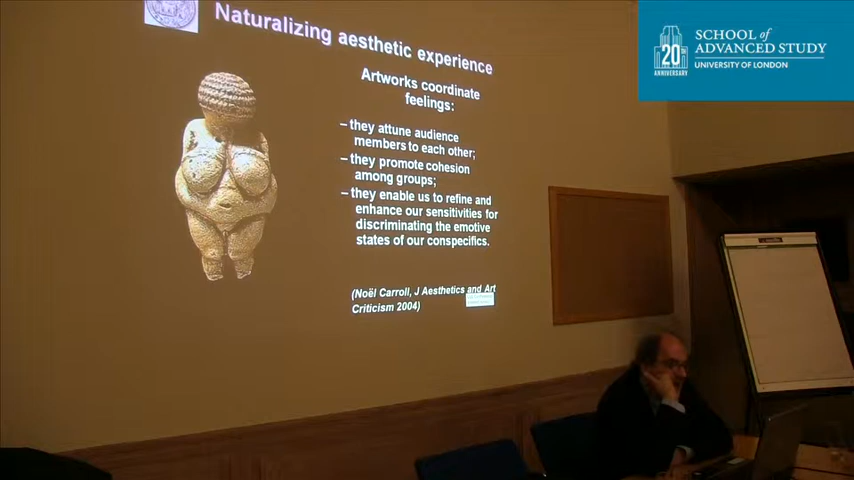 Naturalizing aesthetic experience
Artworks coordinate
feelings:
– they attune audience
members to each other;
– they promote cohesion
among groups;
– they enable us to refine and
enhance our sensitivities for
discriminating the emotive
states of our conspecifics.
(Noël Carroll, J Aesthetics and Art
Criticism 2004)
20
ANNIVERSARY
SCHOOL of
ADVANCED STUDY
UNIVERSITY OF LONDON